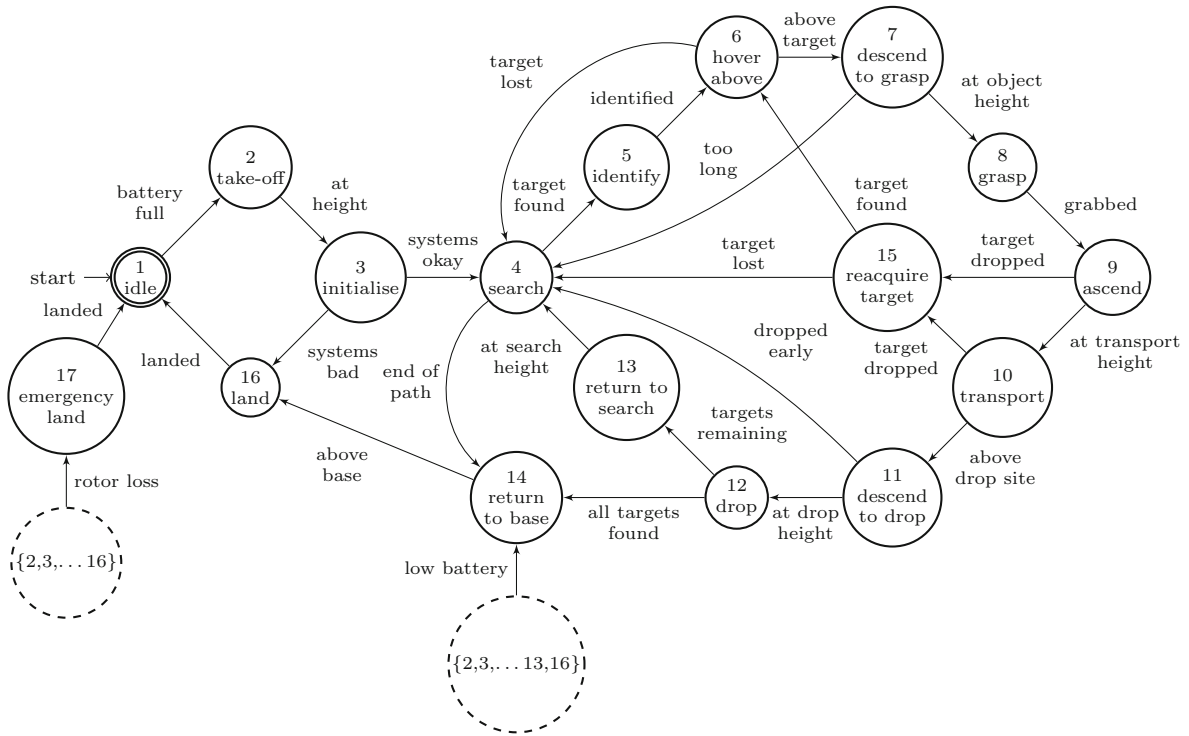 6
hover
above
above
target
7
descend
to grasp
target
lost
identified
at object
height
2
take-off
battery
full
at
height
5
identify
too
long
8
grasp
target
found
target
found
grabbed
start
1
idle
3
initialise
systems
okay
4
search
target
lost
15
reacquire
target
target
dropped
9
ascend
landed
landed
systems
bad
end of
path
at search
height
dropped
early
target
dropped
at transport
height
17
emergency
land
16
land
13
return to
search
10
transport
targets
remaining
above
base
above
drop site
rotor loss
14
return
to base
all targets
found
12
drop
at drop
height
11
descend
to drop
{2,3,...16}
low battery
{2,3,...13,16}